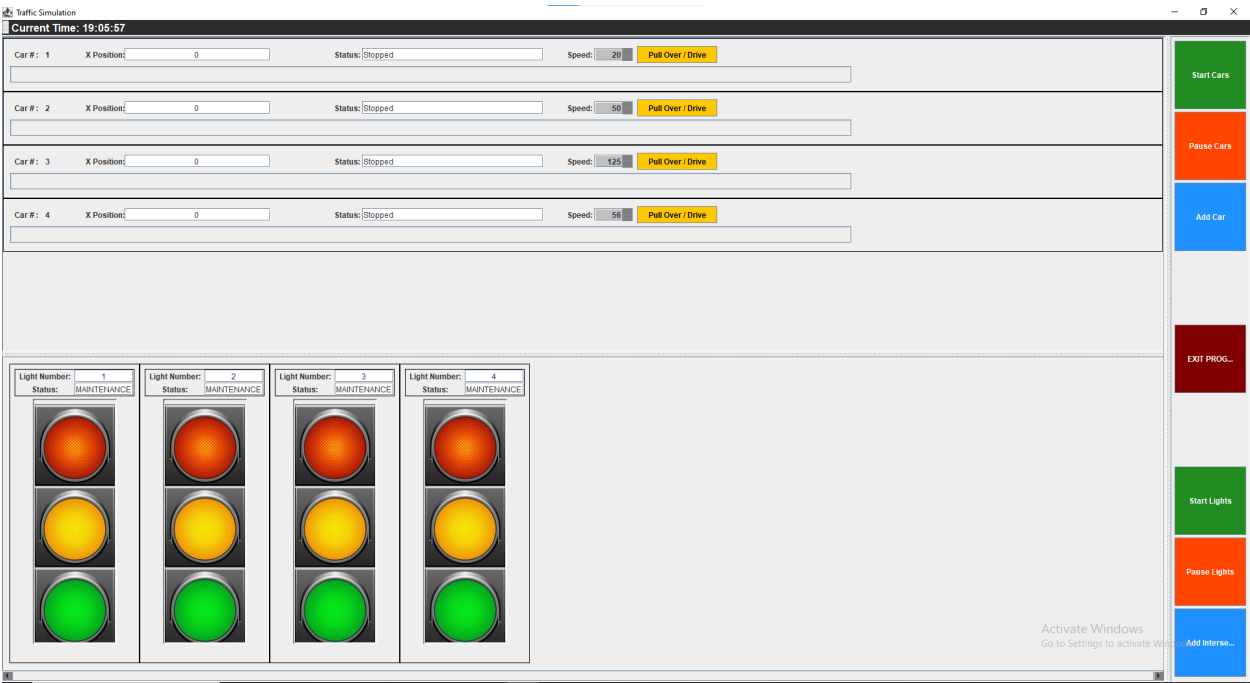 Traffic Simulation
Current Time: 19:05:57
Car #: 1 X Position: 0 Status: Stopped Speed: 20 Pull Over / Drive
Car #: 2 X Position: 0 Status: Stopped Speed: 50 Pull Over / Drive
Car #: 3 X Position: 0 Status: Stopped Speed: 125 Pull Over / Drive
Car #: 4 X Position: 0 Status: Stopped Speed: 56 Pull Over / Drive
Start Cars
Pause Cars
Add Car
EXIT PROG...
Light Number: 1 Light Number: 2 Light Number: 3 Light Number: 4
Status: MAINTENANCE Status: MAINTENANCE Status: MAINTENANCE Status: MAINTENANCE
Start Lights
Pause Lights
Add Interse...
Activate Windows
Go to Settings to activate Windows.